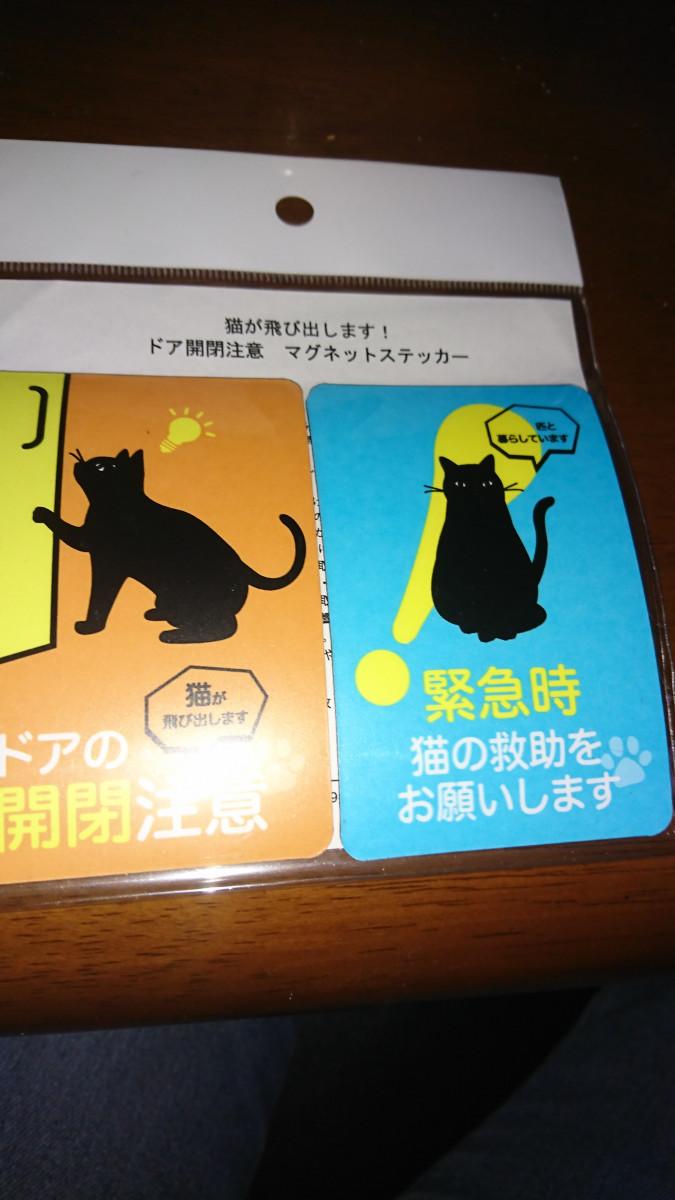 猫が飛び出します!
ドア開閉注意 マグネットステッカー
猫が
飛び出します
ドアの
開閉注意
匹と
暮らしています
緊急時
猫の救助を
お願いします